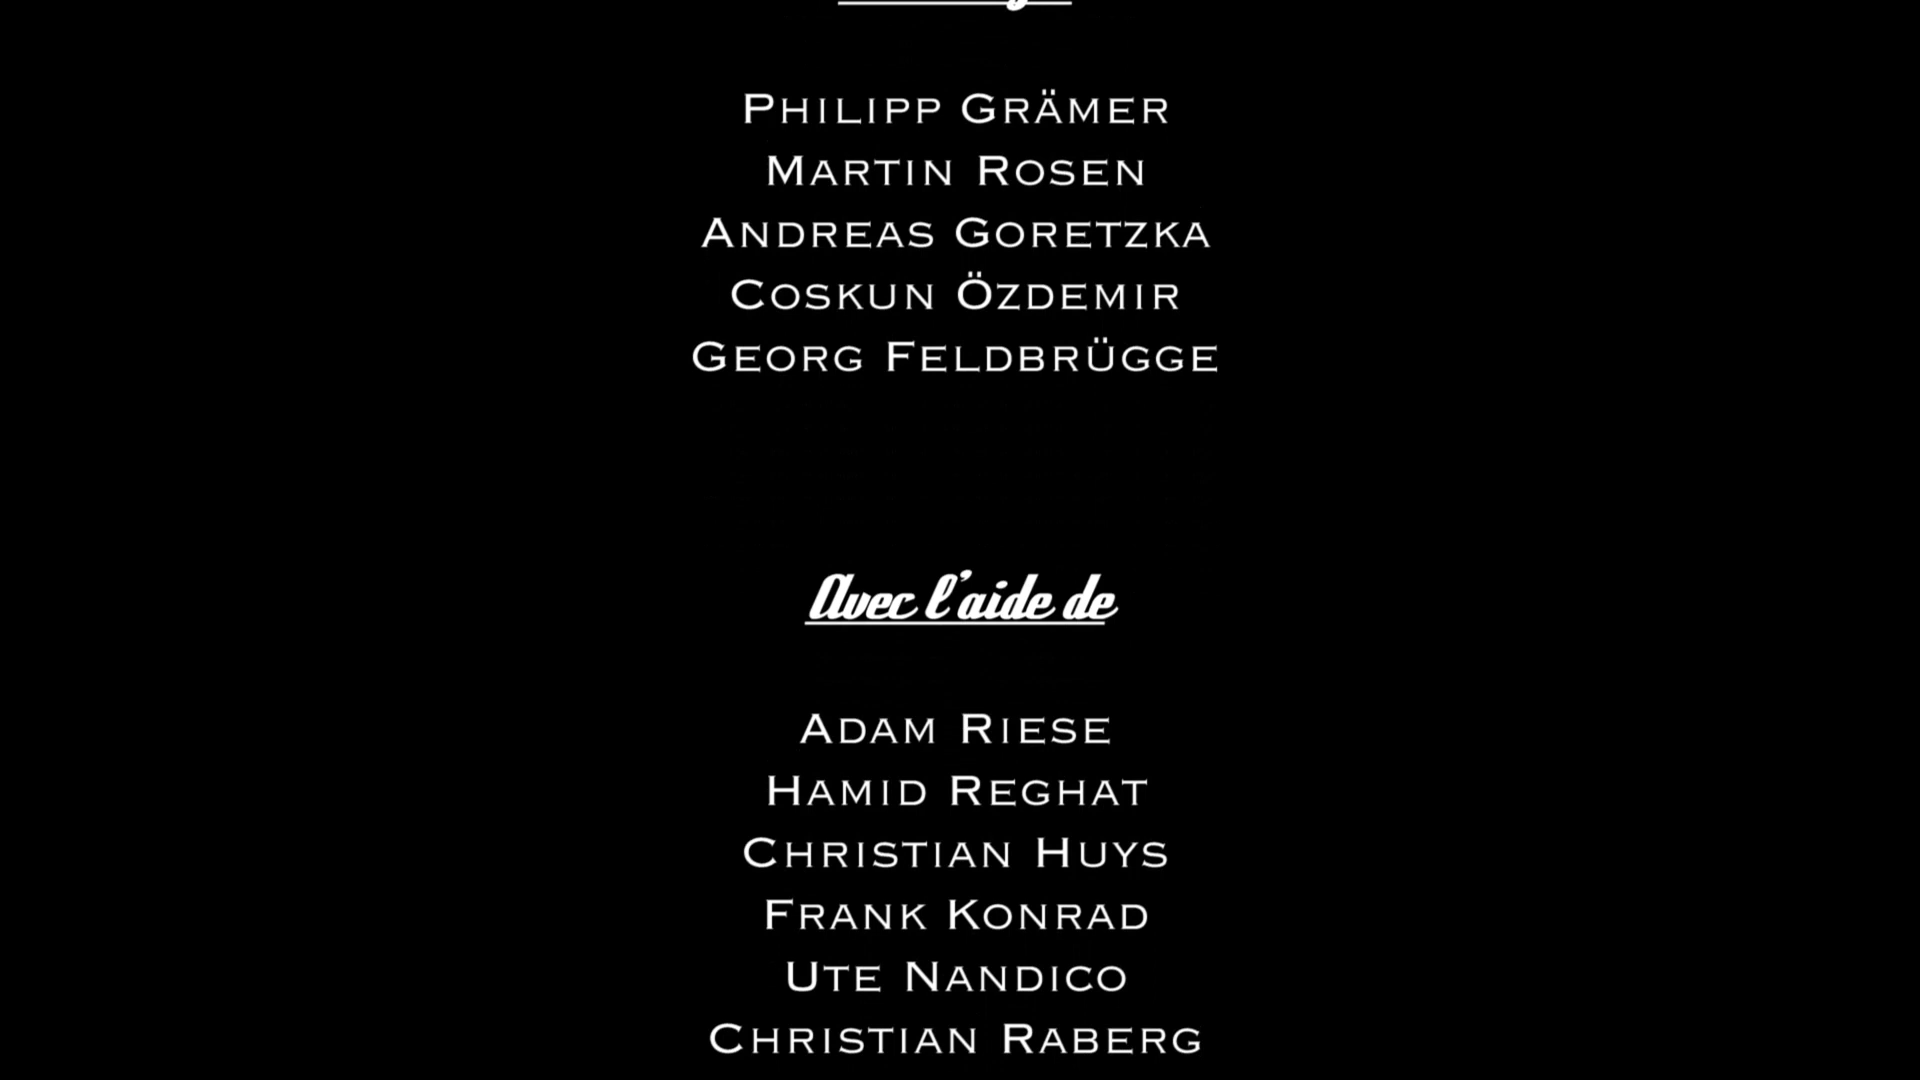 Philipp Grämer
Martin Rosen
Andreas Goretzka
Coskun Özdemir
Georg Feldbrügge
Avec l'aide de
Adam Riese
Hamid Reghat
Christian Huys
Frank Konrad
Ute Nandico
Christian Raberg